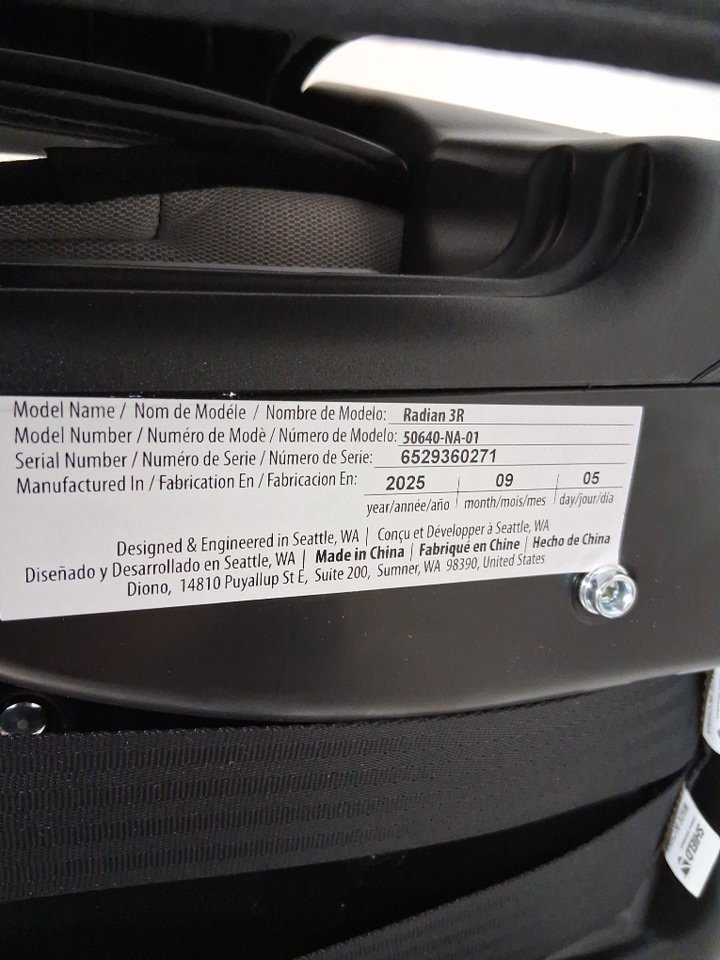 Model Name / Nom de Modéle / Nombre de Modelo: Radian 3R
Model Number / Numéro de Modè / Número de Modelo: 50640-NA-01
Serial Number / Numéro de Serie / Número de Serie: 6529360271
Manufactured In / Fabrication En / Fabricacion En: 2025 | 09 | 05
year/année/año | month/mois/mes | day/jour/día
Designed & Engineered in Seattle, WA | Conçu et Développer à Seattle, WA
Diseñado y Desarrollado en Seattle, WA | Made in China | Fabriqué en Chine | Hecho de China
Diono, 14810 Puyallup St E, Suite 200, Sumner, WA 98390, United States